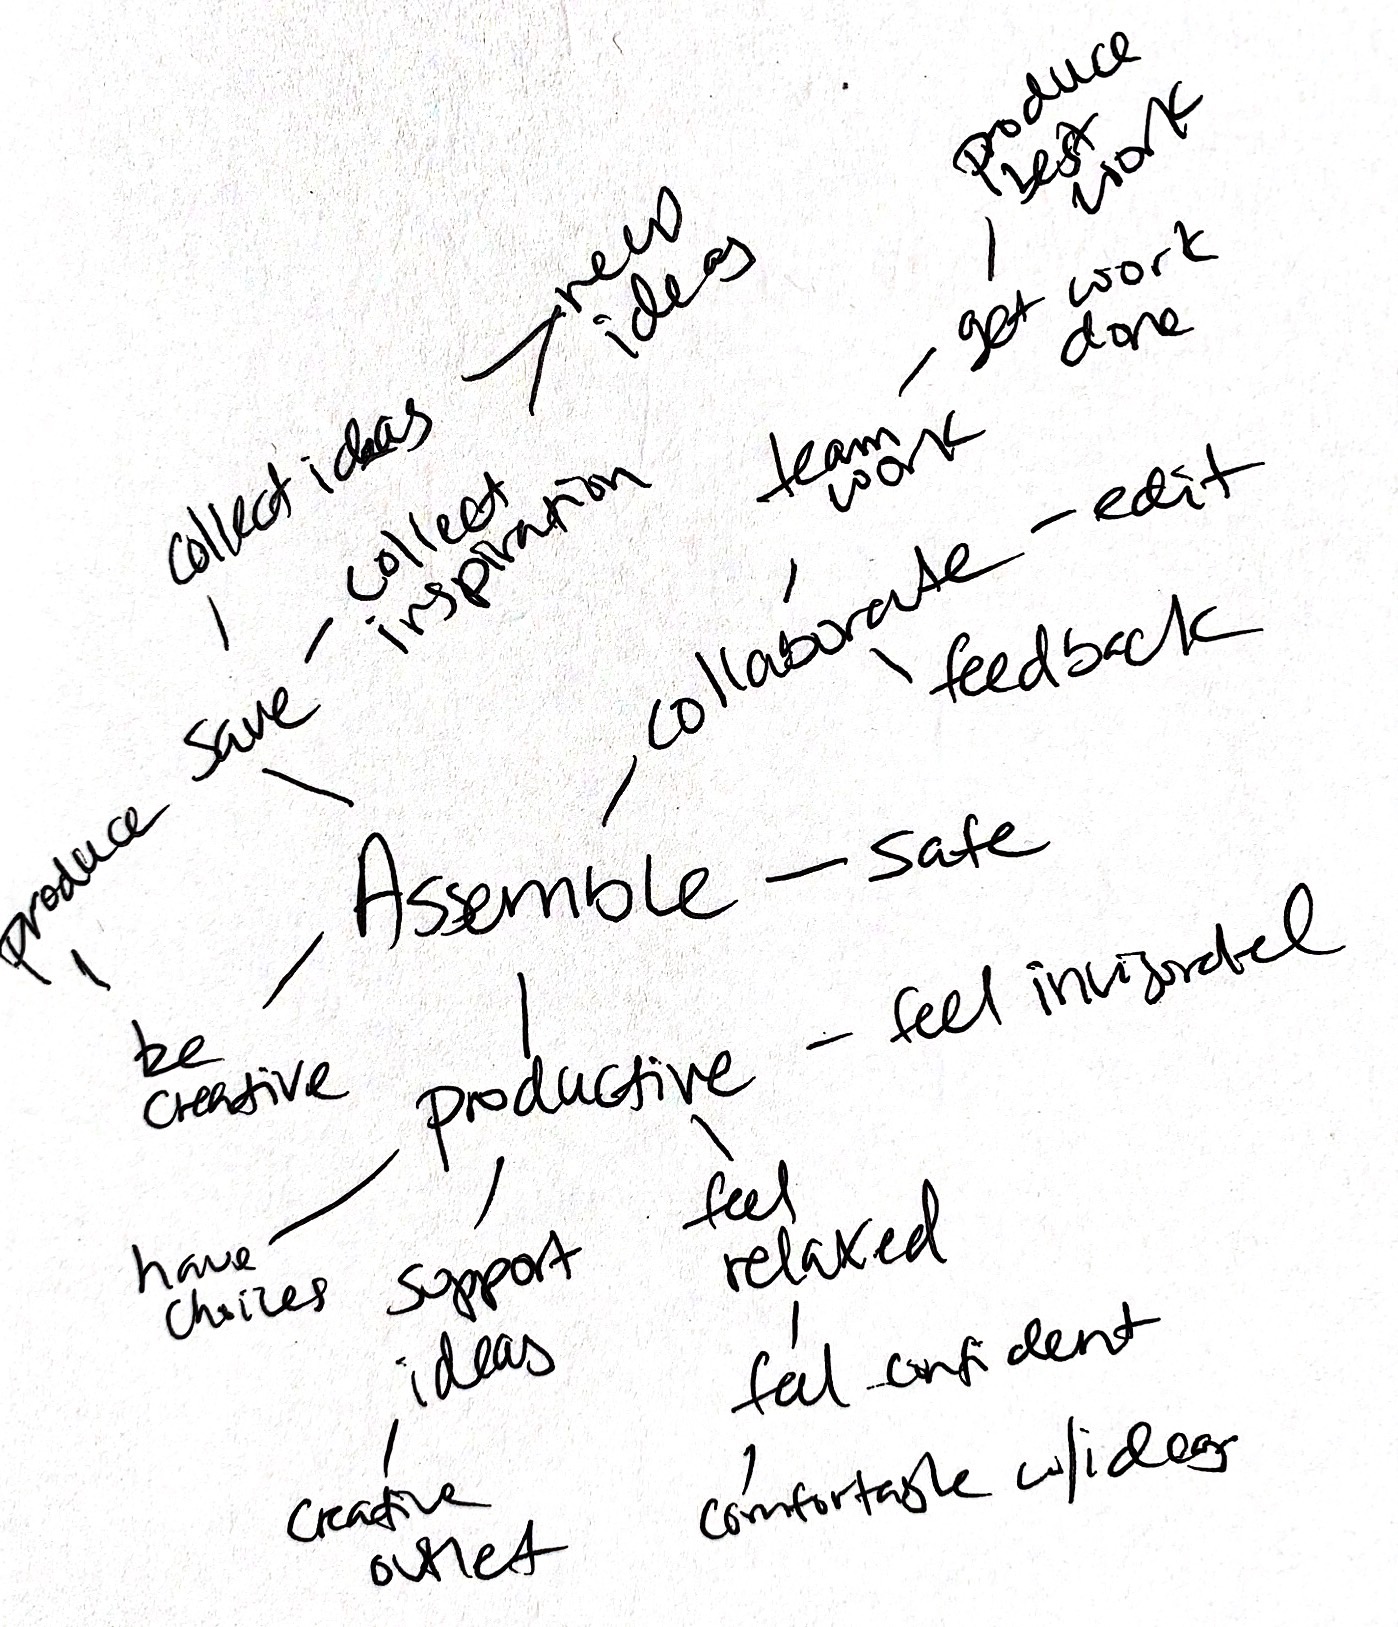 produce
best
work
new
ideas
get work
done
collect ideas
team
work
collect
inspiration
edit
collaborate
feedback
save
produce
Assemble
safe
be
creative
feel invigorated
productive
feel
relaxed
have
choices
support
ideas
feel confident
creative
outlet
comfortable w/ideas